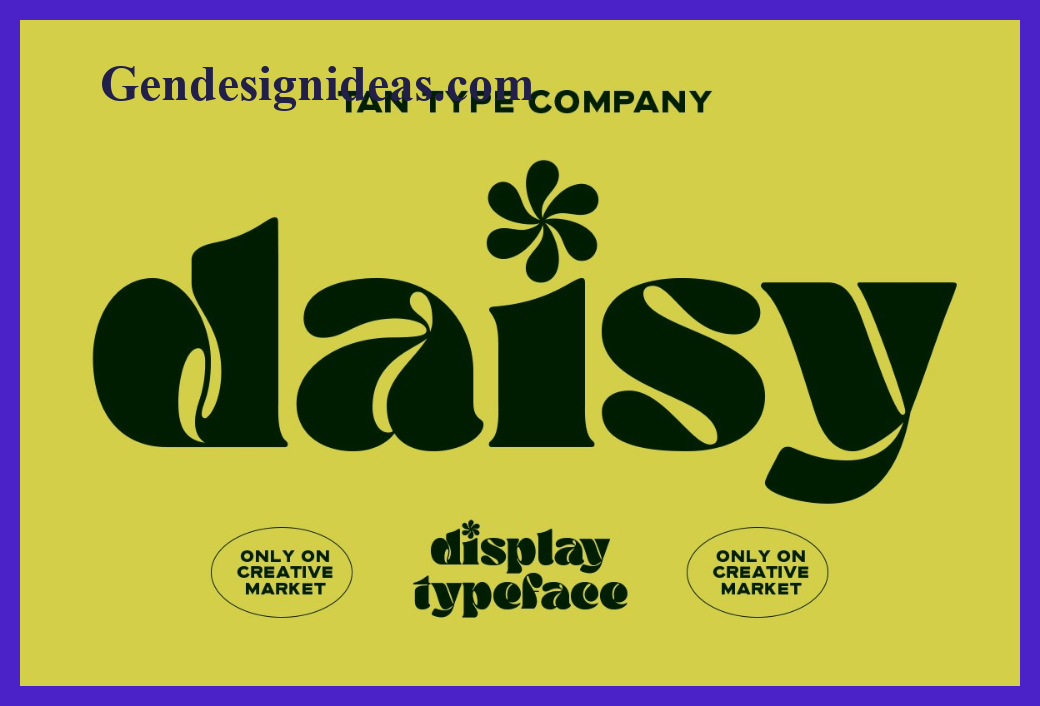 Gendesignideas.com
TAN TYPE COMPANY
daisy
ONLY ON
CREATIVE
MARKET
display
typeface
ONLY ON
CREATIVE
MARKET